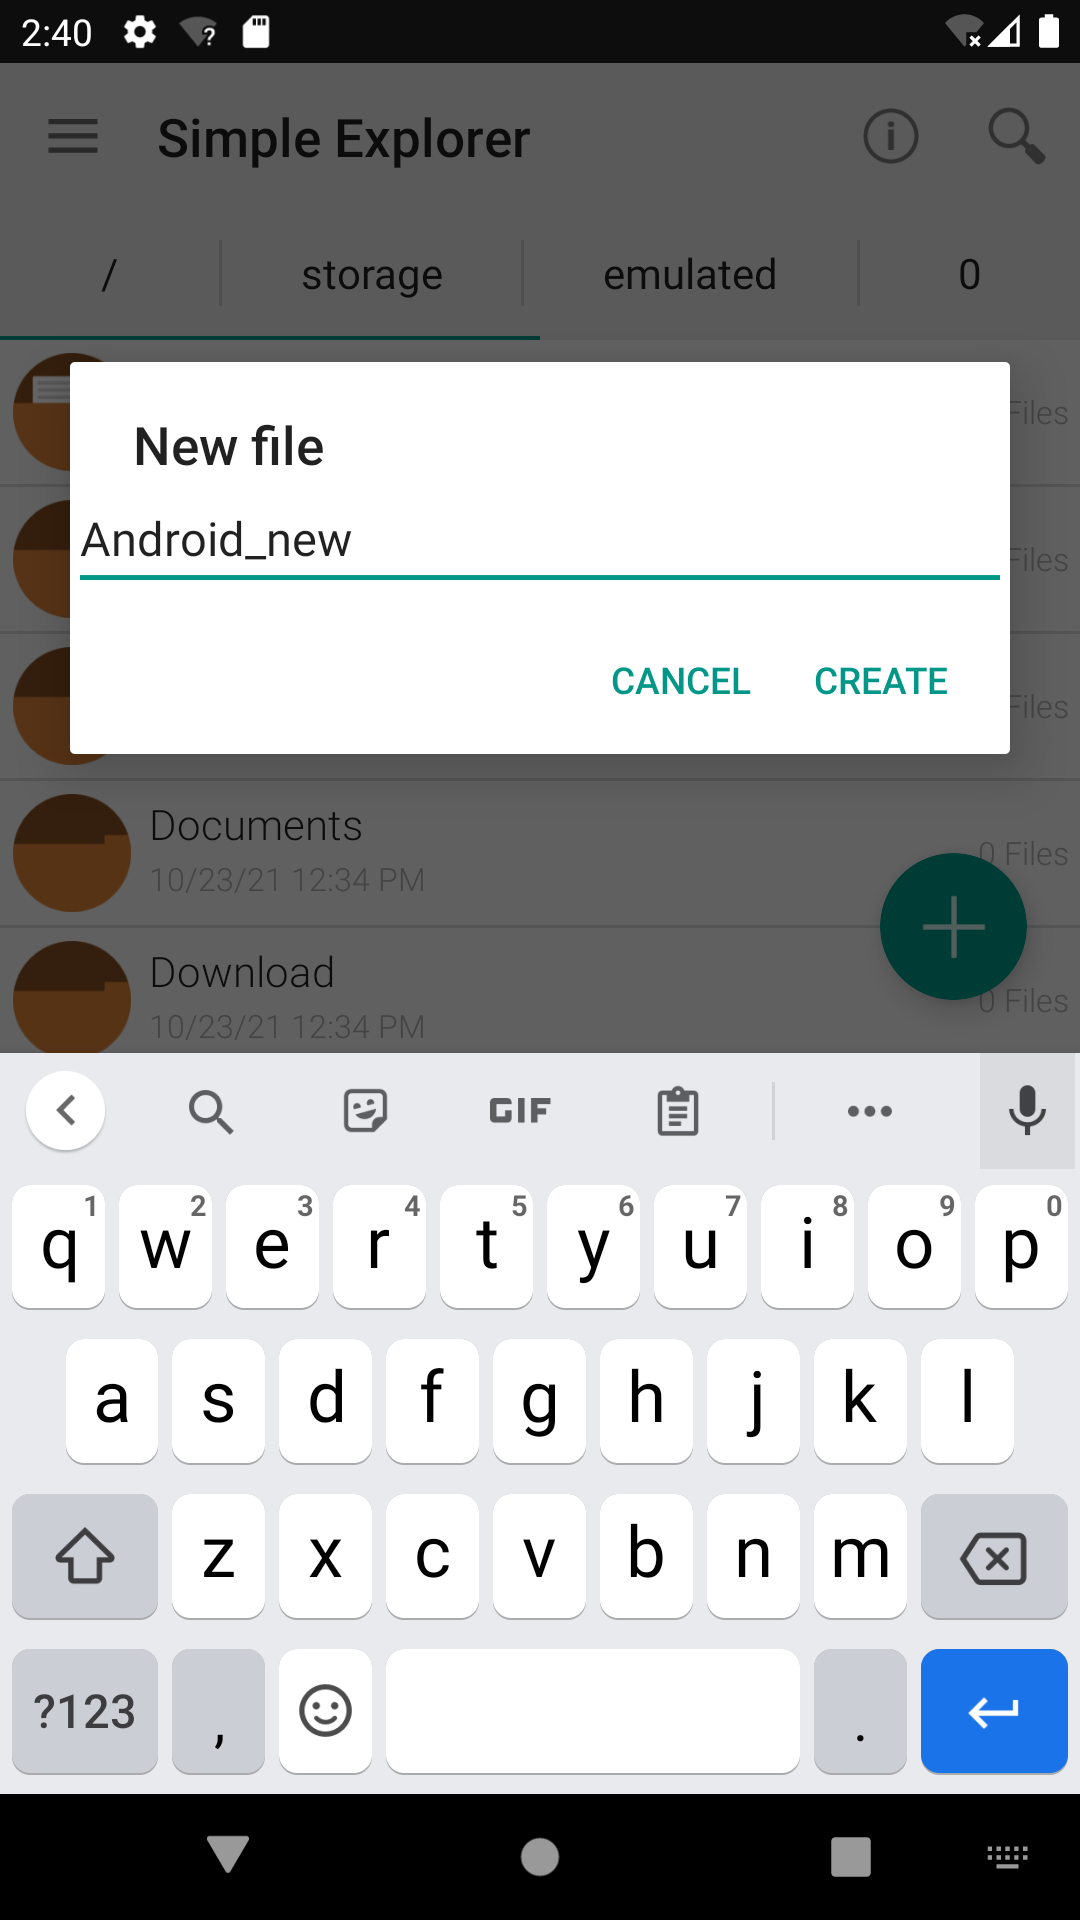 2:40
Simple Explorer
/ storage emulated 0
Files
New file
Android_new
Files
CANCEL CREATE
Files
Documents
10/23/21 12:34 PM
0 Files
Download
10/23/21 12:34 PM
0 Files
GIF
1 2 3 4 5 6 7 8 9 0
q w e r t y u i o p
a s d f g h j k l
z x c v b n m
?123 , .